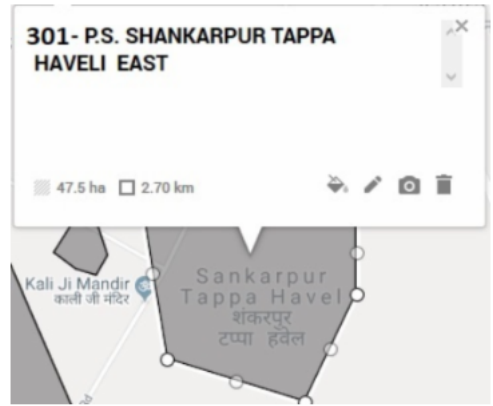 301- P.S. SHANKARPUR TAPPA
HAVELI EAST
47.5 ha 2.70 km
Kali Ji Mandir
काली जी मंदिर
Sankarpur
Tappa Havel
शंकरपुर
टप्पा हवेल